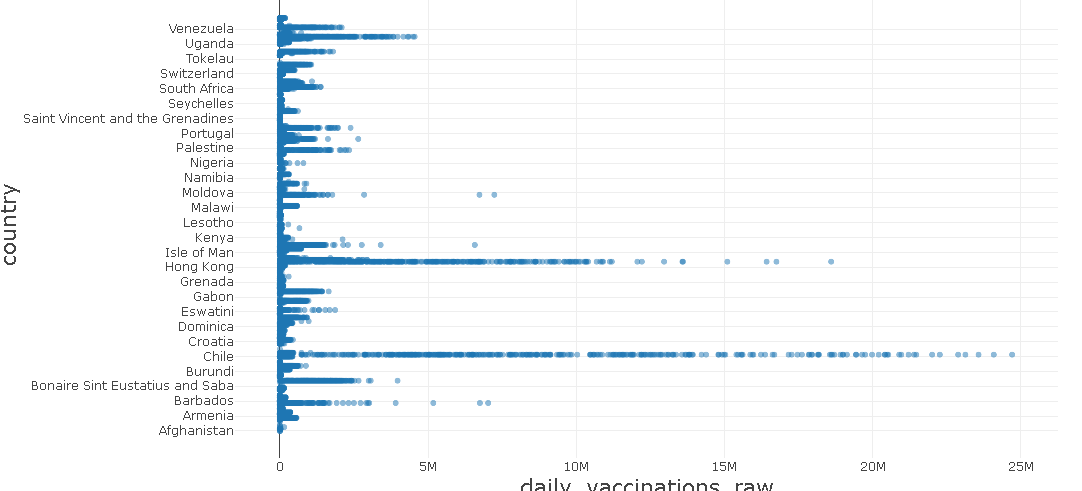 Venezuela
Uganda
Tokelau
Switzerland
South Africa
Seychelles
Saint Vincent and the Grenadines
Portugal
Palestine
Nigeria
Namibia
Moldova
Malawi
Lesotho
Kenya
Isle of Man
Hong Kong
Grenada
Gabon
Eswatini
Dominica
Croatia
Chile
Burundi
Bonaire Sint Eustatius and Saba
Barbados
Armenia
Afghanistan
country
0 5M 10M 15M 20M 25M
daily_vaccinations_raw